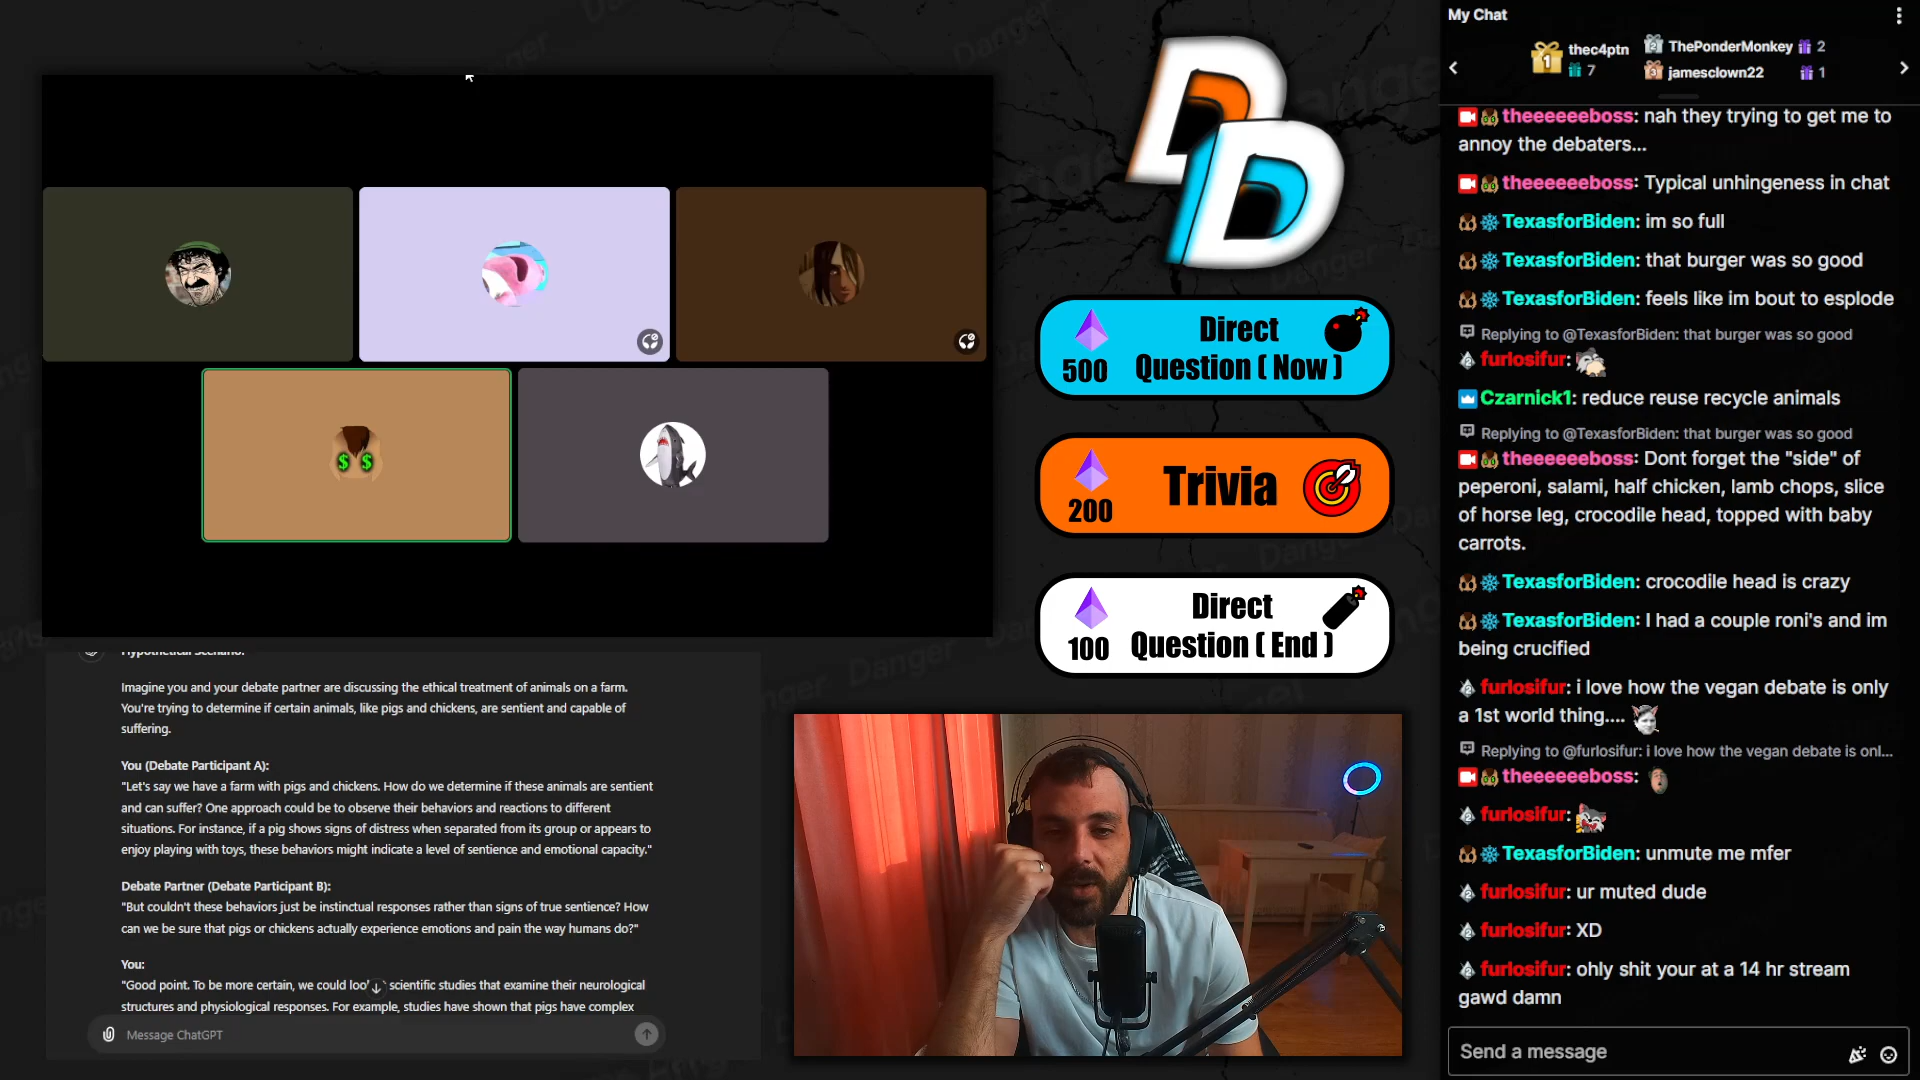 My Chat
thec4ptn
7
ThePonderMonkey 2
jamesclown22 1
theeeeeeboss: nah they trying to get me to
annoy the debaters...
theeeeeeboss: Typical unhingeness in chat
TexasforBiden: im so full
TexasforBiden: that burger was so good
TexasforBiden: feels like im bout to esplode
Replying to @TexasforBiden: that burger was so good
furlosifur:
Czarnick1: reduce reuse recycle animals
Replying to @TexasforBiden: that burger was so good
theeeeeeboss: Dont forget the "side" of
peperoni, salami, half chicken, lamb chops, slice
of horse leg, crocodile head, topped with baby
carrots.
TexasforBiden: crocodile head is crazy
TexasforBiden: I had a couple roni's and im
being crucified
furlosifur: i love how the vegan debate is only
a 1st world thing....
Replying to @furlosifur: i love how the vegan debate is onl...
theeeeeeboss:
furlosifur:
TexasforBiden: unmute me mfer
furlosifur: ur muted dude
furlosifur: XD
furlosifur: ohly shit your at a 14 hr stream
gawd damn
Send a message
DD
500
Direct
Question ( Now )
200
Trivia
100
Direct
Question ( End )
Hypothetical Scenario:
Imagine you and your debate partner are discussing the ethical treatment of animals on a farm.
You're trying to determine if certain animals, like pigs and chickens, are sentient and capable of
suffering.
You (Debate Participant A):
"Let's say we have a farm with pigs and chickens. How do we determine if these animals are sentient
and can suffer? One approach could be to observe their behaviors and reactions to different
situations. For instance, if a pig shows signs of distress when separated from its group or appears to
enjoy playing with toys, these behaviors might indicate a level of sentience and emotional capacity."
Debate Partner (Debate Participant B):
"But couldn't these behaviors just be instinctual responses rather than signs of true sentience? How
can we be sure that pigs or chickens actually experience emotions and pain the way humans do?"
You:
"Good point. To be more certain, we could scientific studies that examine their neurological
structures and physiological responses. For example, studies have shown that pigs have complex
Message ChatGPT